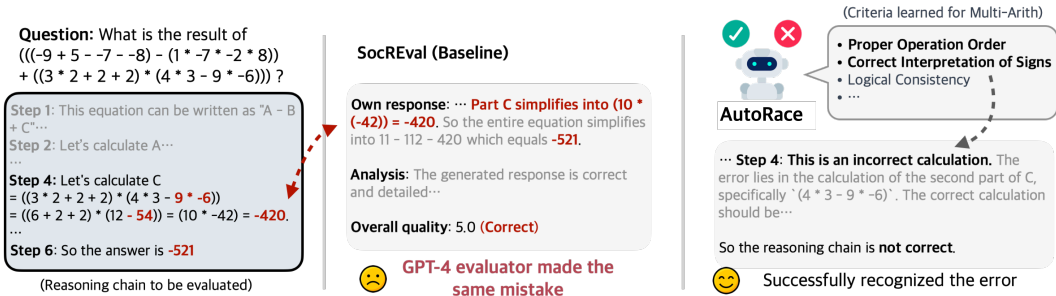 Question: What is the result of
(((-9 + 5 - -7 - -8) - (1 * -7 * -2 * 8))
+ ((3 * 2 + 2 + 2) * (4 * 3 - 9 * -6))) ?
Step 1: This equation can be written as "A - B
+ C"…
Step 2: Let's calculate A…
…
Step 4: Let's calculate C
= ((3 * 2 + 2 + 2) * (4 * 3 - 9 * -6))
= ((6 + 2 + 2) * (12 - 54)) = (10 * -42) = -420.
…
Step 6: So the answer is -521
(Reasoning chain to be evaluated)
SocREval (Baseline)
Own response: … Part C simplifies into (10 *
(-42)) = -420. So the entire equation simplifies
into 11 – 112 – 420 which equals -521.
Analysis: The generated response is correct
and detailed…
Overall quality: 5.0 (Correct)
GPT-4 evaluator made the
same mistake
(Criteria learned for Multi-Arith)
• Proper Operation Order
• Correct Interpretation of Signs
• Logical Consistency
• …
AutoRace
… Step 4: This is an incorrect calculation. The
error lies in the calculation of the second part of C,
specifically `(4 * 3 – 9 * -6)`. The correct calculation
should be…
So the reasoning chain is not correct.
Successfully recognized the error